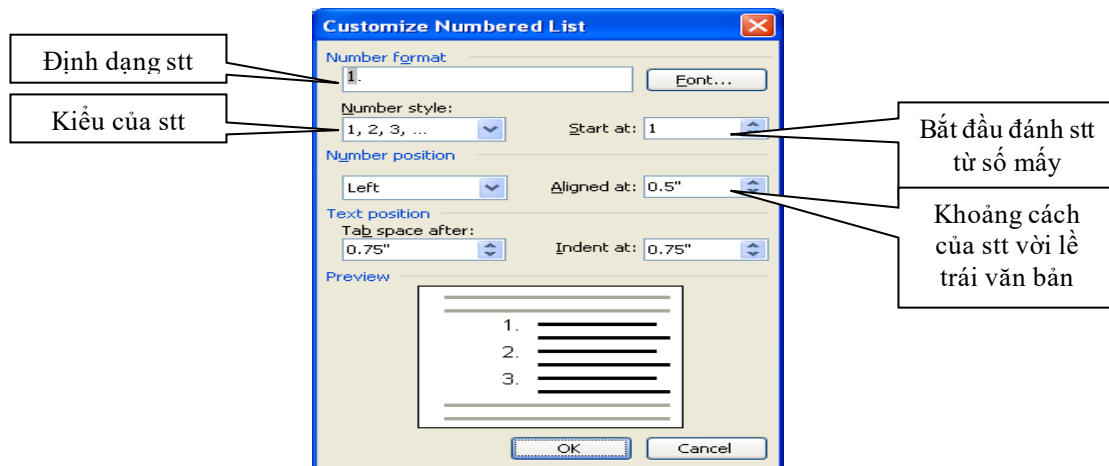 Customize Numbered List
Định dạng stt
Number format
1.
Font...
Kiểu của stt
Number style:
1, 2, 3, ...
Start at: 1
Bắt đầu đánh stt
từ số mấy
Number position
Left
Aligned at: 0.5"
Khoảng cách
của stt vời lề
trái văn bản
Text position
Tab space after:
0.75"
Indent at: 0.75"
Preview
1.
2.
3.
OK
Cancel